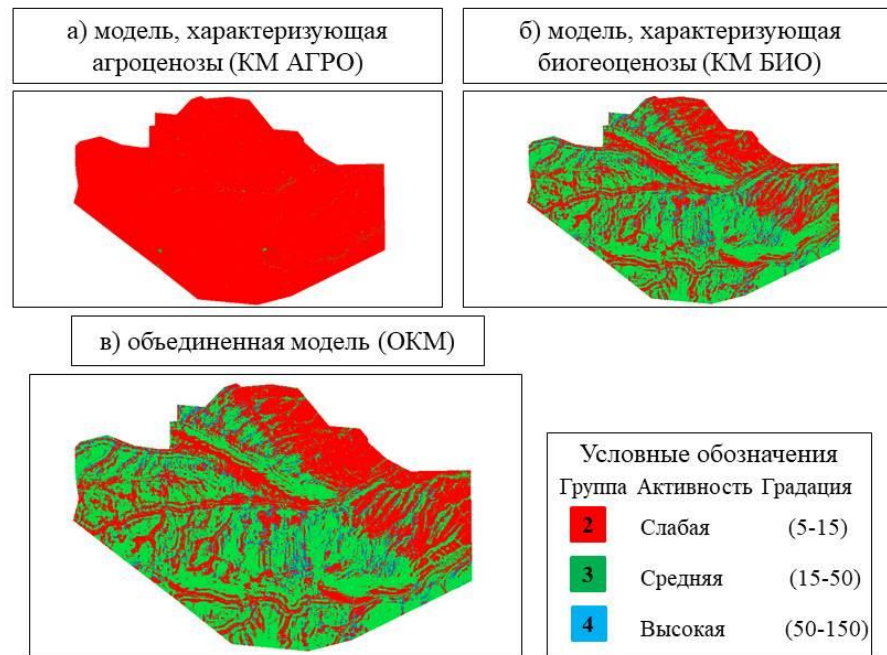 а) модель, характеризующая
агроценозы (КМ АГРО)
б) модель, характеризующая
биогеоценозы (КМ БИО)
в) объединенная модель (ОКМ)
Условные обозначения
Группа Активность Градация
2 Слабая (5-15)
3 Средняя (15-50)
4 Высокая (50-150)